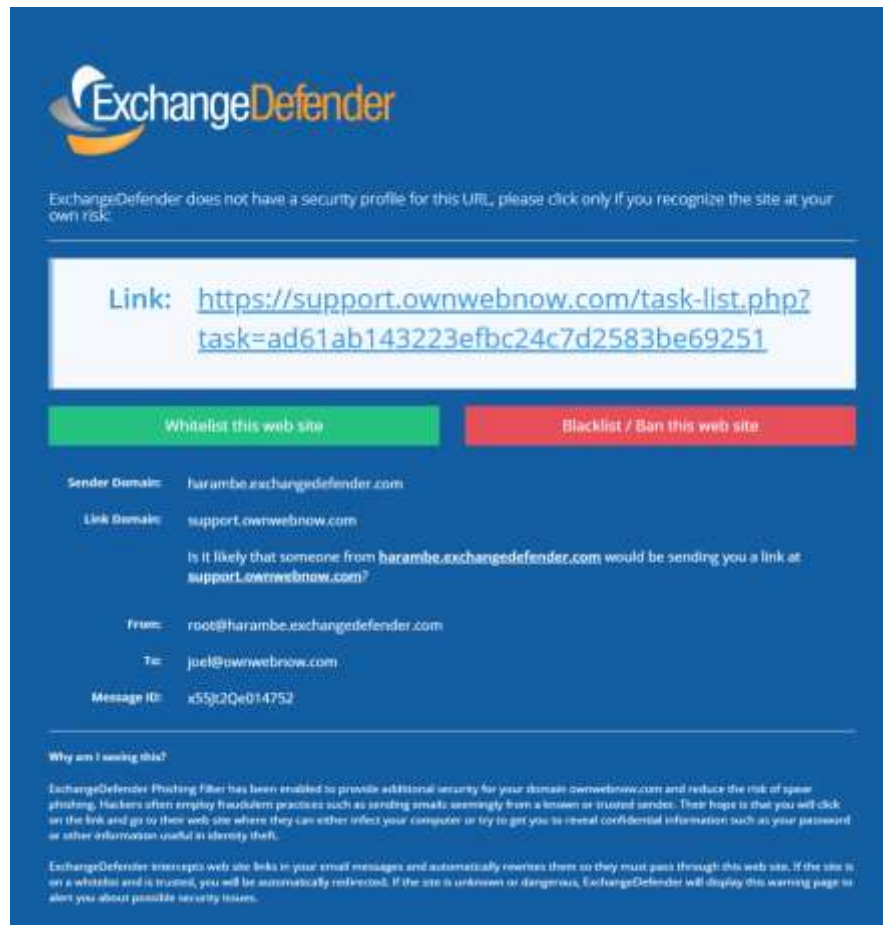 ExchangeDefender
ExchangeDefender does not have a security profile for this URL, please click only if you recognize the site at your
own risk:
Link: https://support.ownwebnow.com/task-list.php?
task=ad61ab143223efbc24c7d2583be69251
Whitelist this web site
Blacklist / Ban this web site
Sender Domain: harambe.exchangedefender.com
Link Domain: support.ownwebnow.com
Is it likely that someone from harambe.exchangedefender.com would be sending you a link at
support.ownwebnow.com?
From: root@harambe.exchangedefender.com
To: joel@ownwebnow.com
Message ID: x55Jt2Qe014752
Why am I seeing this?
ExchangeDefender Phishing Filter has been enabled to provide additional security for your domain ownwebnow.com and reduce the risk of spear
phishing. Hackers often employ fraudulent practices such as sending emails seemingly from a known or trusted sender. Their hope is that you will click
on the link and go to their web site where they can either infect your computer or try to get you to reveal confidential information such as your password
or other information useful in identity theft.
ExchangeDefender intercepts web site links in your email messages and automatically rewrites them so they must pass through this web site. If the site is
on a whitelist and is trusted, you will be automatically redirected. If the site is unknown or dangerous, ExchangeDefender will display this warning page to
alert you about possible security issues.